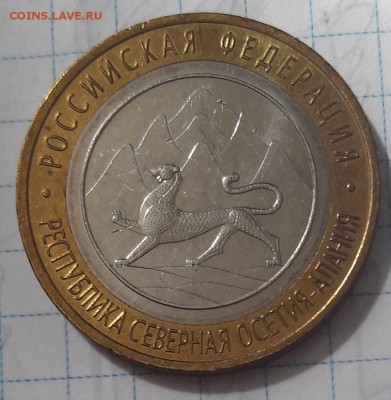 COINS.LAVE.RU
РОССИЙСКАЯ ФЕДЕРАЦИЯ
РЕСПУБЛИКА СЕВЕРНАЯ ОСЕТИЯ-АЛАНИЯ